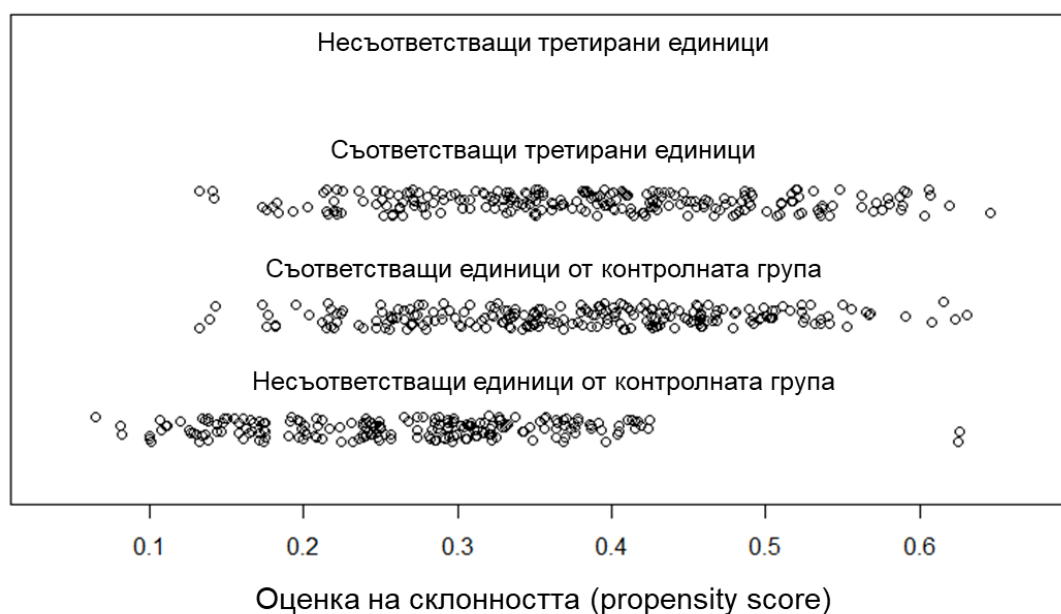 Несъответстващи третирани единици
Съответстващи третирани единици
Съответстващи единици от контролната група
Несъответстващи единици от контролната група
0.1 0.2 0.3 0.4 0.5 0.6
Оценка на склонността (propensity score)